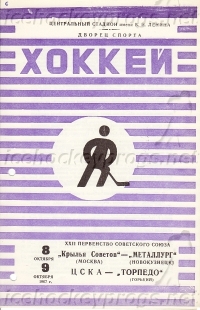 ЦЕНТРАЛЬНЫЙ СТАДИОН имени В. И. ЛЕНИНА
ДВОРЕЦ СПОРТА
ХОККЕЙ
8
ОКТЯБРЯ
9
ОКТЯБРЯ
1967 г.
XXII ПЕРВЕНСТВО СОВЕТСКОГО СОЮЗА
„Крылья Советов"—„МЕТАЛЛУРГ"
(МОСКВА) (НОВОКУЗНЕЦК)
ЦСКА—„ТОРПЕДО"
(ГОРЬКИЙ)